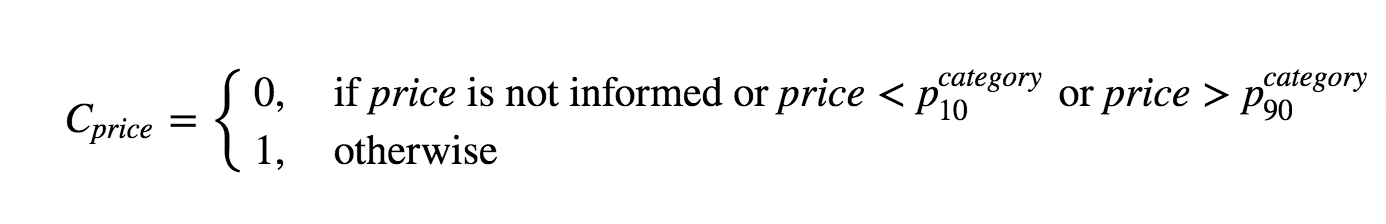 C_price = { 0, if price is not informed or price < p_10^category or price > p_90^category
1, otherwise